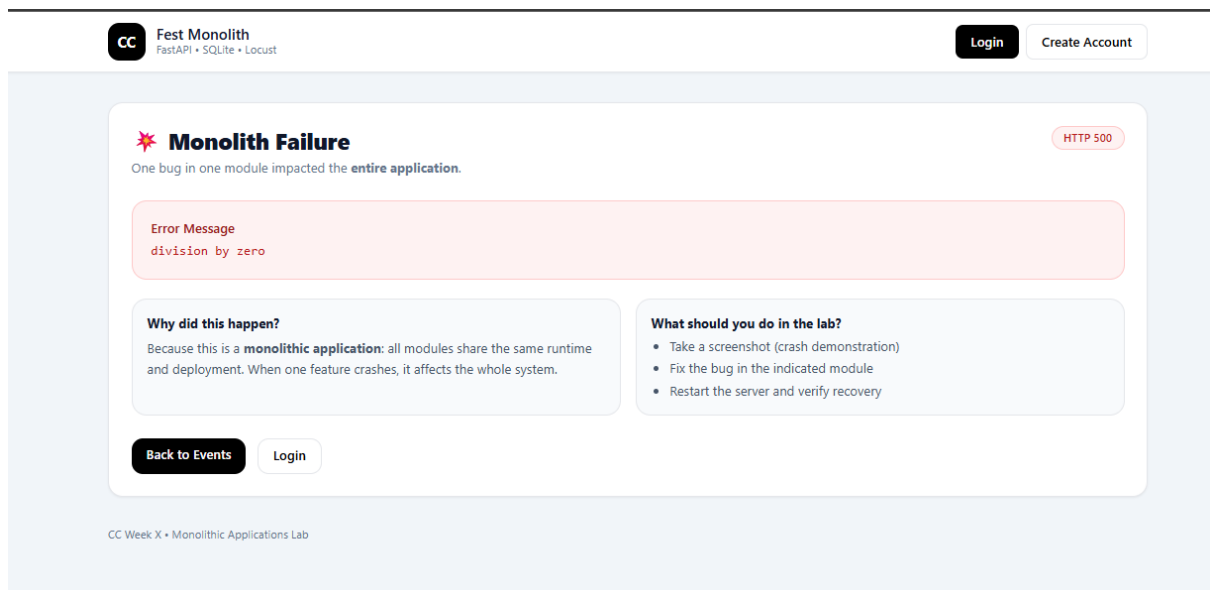 CC
Fest Monolith
FastAPI • SQLite • Locust
Login
Create Account
Monolith Failure
HTTP 500
One bug in one module impacted the entire application.
Error Message
division by zero
Why did this happen?
Because this is a monolithic application: all modules share the same runtime
and deployment. When one feature crashes, it affects the whole system.
What should you do in the lab?
• Take a screenshot (crash demonstration)
• Fix the bug in the indicated module
• Restart the server and verify recovery
Back to Events
Login
CC Week X • Monolithic Applications Lab